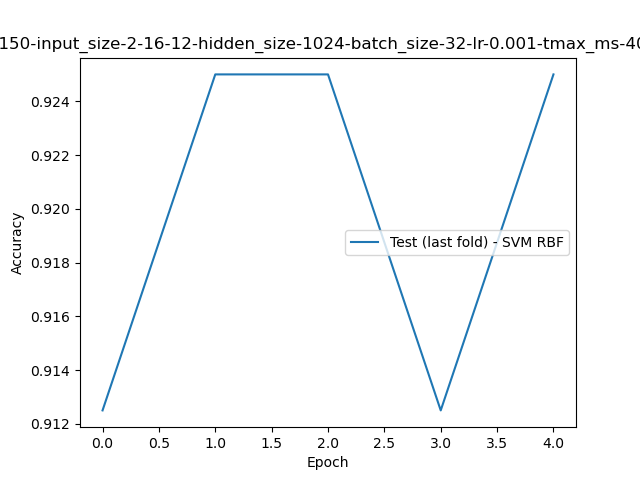 150-input_size-2-16-12-hidden_size-1024-batch_size-32-lr-0.001-tmax_ms-40
0.924
0.922
0.920
0.918
0.916
0.914
0.912
Accuracy
Test (last fold) - SVM RBF
0.0 0.5 1.0 1.5 2.0 2.5 3.0 3.5 4.0
Epoch